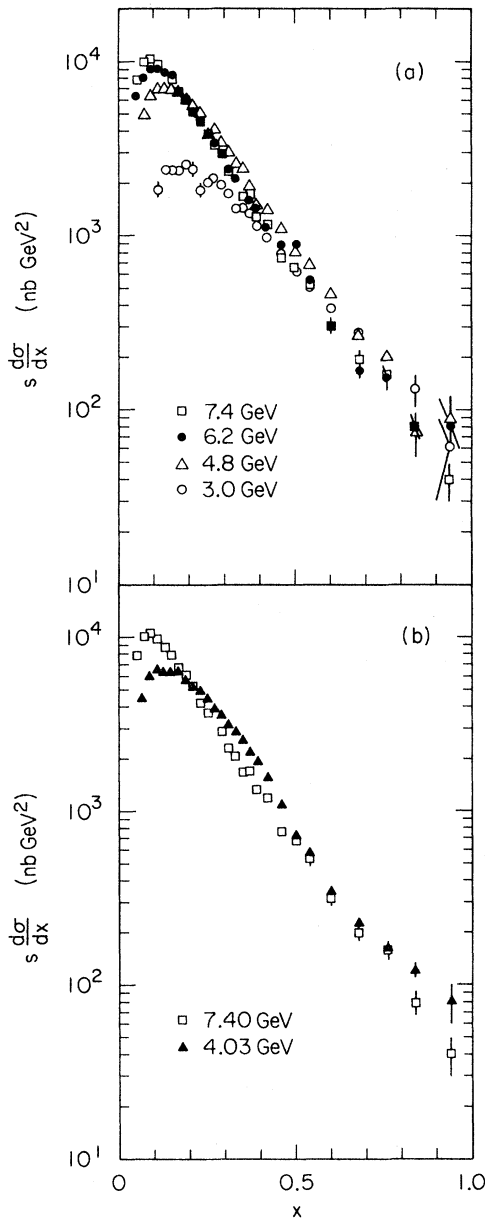 (a)
10⁴
10³
10²
10¹
s dσ/dx (nb GeV²)
□ 7.4 GeV
● 6.2 GeV
△ 4.8 GeV
○ 3.0 GeV
(b)
10⁴
10³
10²
10¹
s dσ/dx (nb GeV²)
□ 7.40 GeV
▲ 4.03 GeV
0 0.5 1.0
x